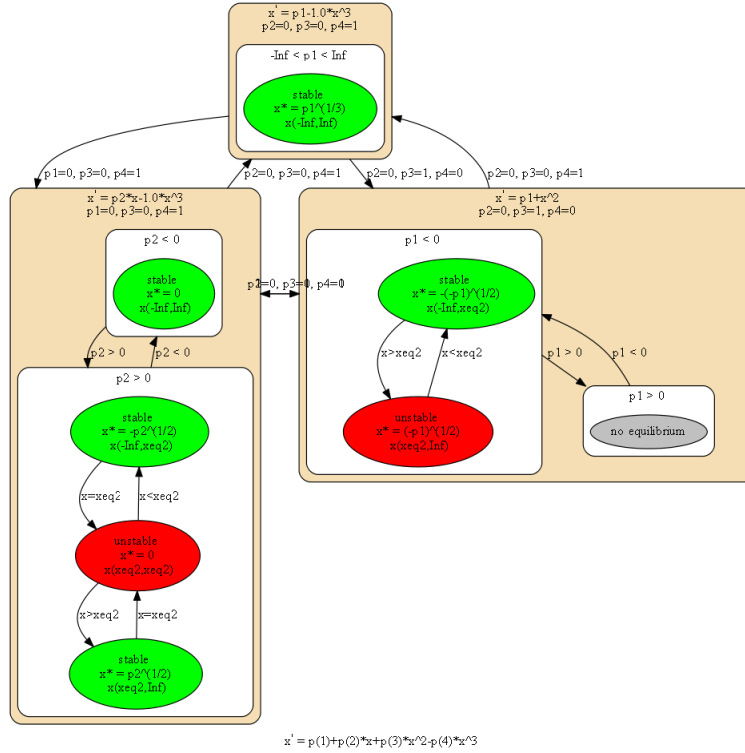 x' = p1-1.0*x^3
p2=0, p3=0, p4=1
-Inf < p1 < Inf
stable
x* = p1^(1/3)
x(-Inf,Inf)
p1=0, p3=0, p4=1
p2=0, p3=0, p4=1
p2=0, p3=1, p4=0
p2=0, p3=0, p4=1
x' = p2*x-1.0*x^3
p1=0, p3=0, p4=1
p2 < 0
stable
x* = 0
x(-Inf,Inf)
p2 > 0
p2 < 0
p2 > 0
stable
x* = -p2^(1/2)
x(-Inf,xeq2)
x=xeq2
x<xeq2
unstable
x* = 0
x(xeq2,xeq2)
x>xeq2
x=xeq2
stable
x* = p2^(1/2)
x(xeq2,Inf)
x' = p1+x^2
p2=0, p3=1, p4=0
p1 < 0
stable
x* = -(-p1)^(1/2)
x(-Inf,xeq2)
x>xeq2
x<xeq2
unstable
x* = (-p1)^(1/2)
x(xeq2,Inf)
p1 > 0
p1 < 0
p1 > 0
no equilibrium
x' = p(1)+p(2)*x+p(3)*x^2-p(4)*x^3